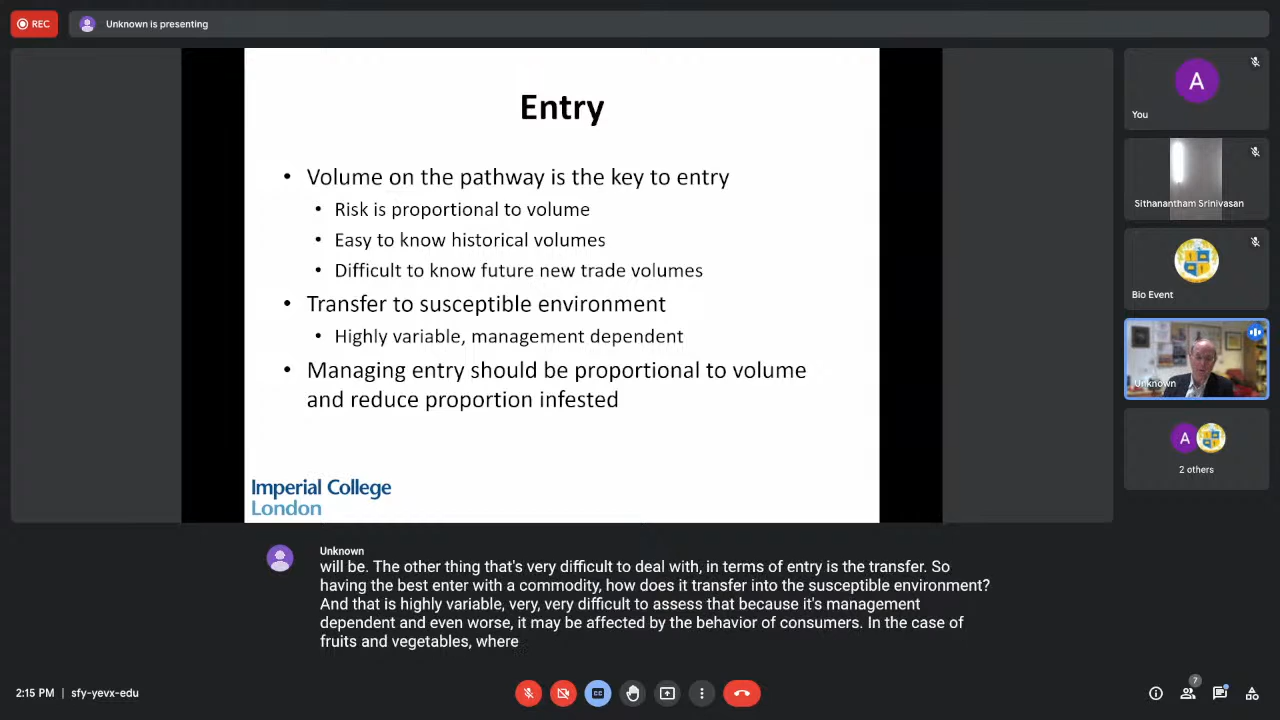 REC
Unknown is presenting
Entry
• Volume on the pathway is the key to entry
• Risk is proportional to volume
• Easy to know historical volumes
• Difficult to know future new trade volumes
• Transfer to susceptible environment
• Highly variable, management dependent
• Managing entry should be proportional to volume
and reduce proportion infested
Imperial College
London
A
You
Sithanantham Srinivasan
Bio Event
Unknown
A
2 others
Unknown
will be. The other thing that's very difficult to deal with, in terms of entry is the transfer. So
having the best enter with a commodity, how does it transfer into the susceptible environment?
And that is highly variable, very, very difficult to assess that because it's management
dependent and even worse, it may be affected by the behavior of consumers. In the case of
fruits and vegetables, where
2:15 PM | sfy-yevx-edu
CC
7